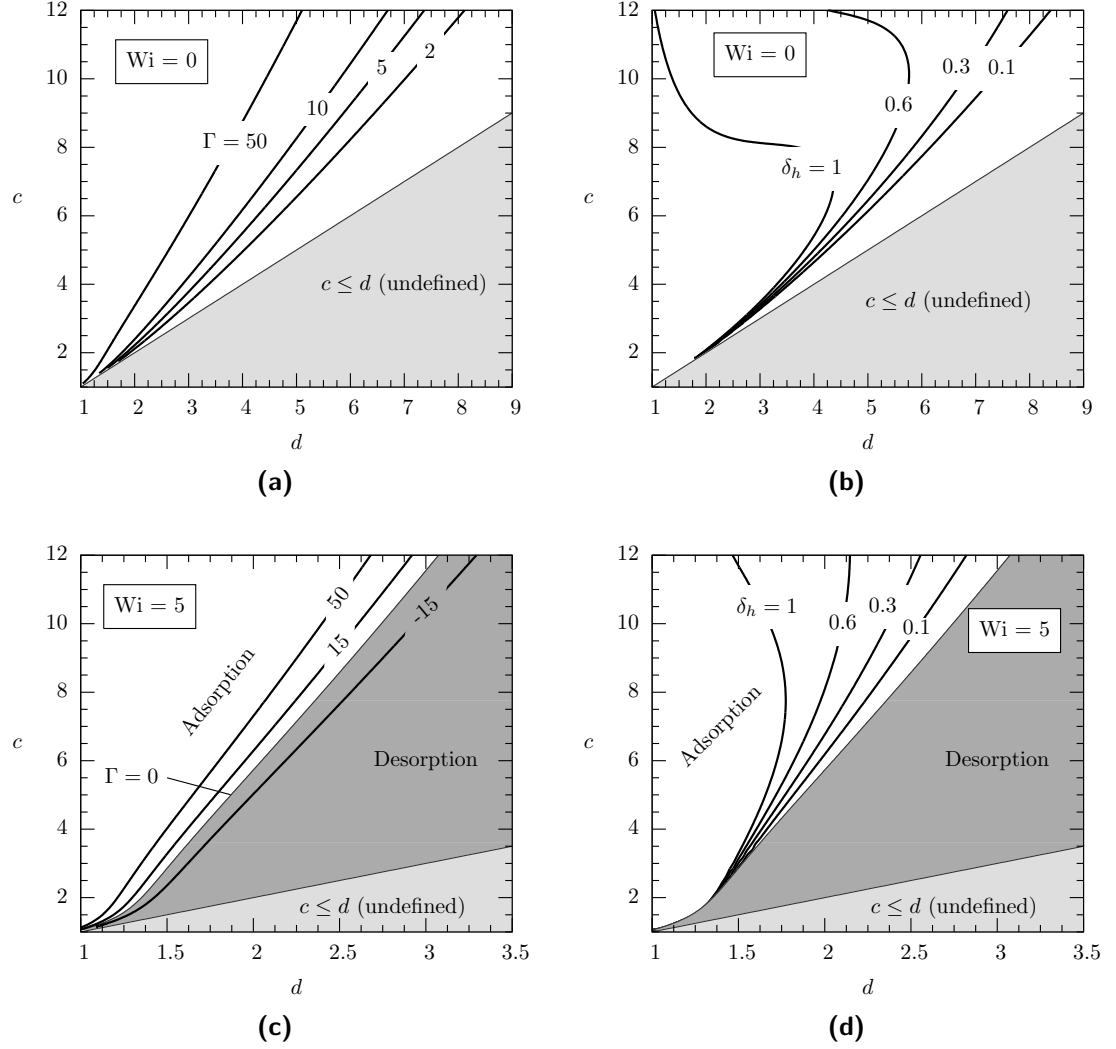 12
10
8
6
4
2
c
Wi = 0
Γ = 50
10
5
2
c ≤ d (undefined)
1 2 3 4 5 6 7 8 9
d
(a)
12
10
8
6
4
2
c
Wi = 0
0.3
0.1
0.6
δ_h = 1
c ≤ d (undefined)
1 2 3 4 5 6 7 8 9
d
(b)
12
10
8
6
4
2
c
Wi = 5
50
15
-15
Adsorption
Γ = 0
Desorption
c ≤ d (undefined)
1 1.5 2 2.5 3 3.5
d
(c)
12
10
8
6
4
2
c
δ_h = 1
0.6
0.3
0.1
Wi = 5
Adsorption
Desorption
c ≤ d (undefined)
1 1.5 2 2.5 3 3.5
d
(d)